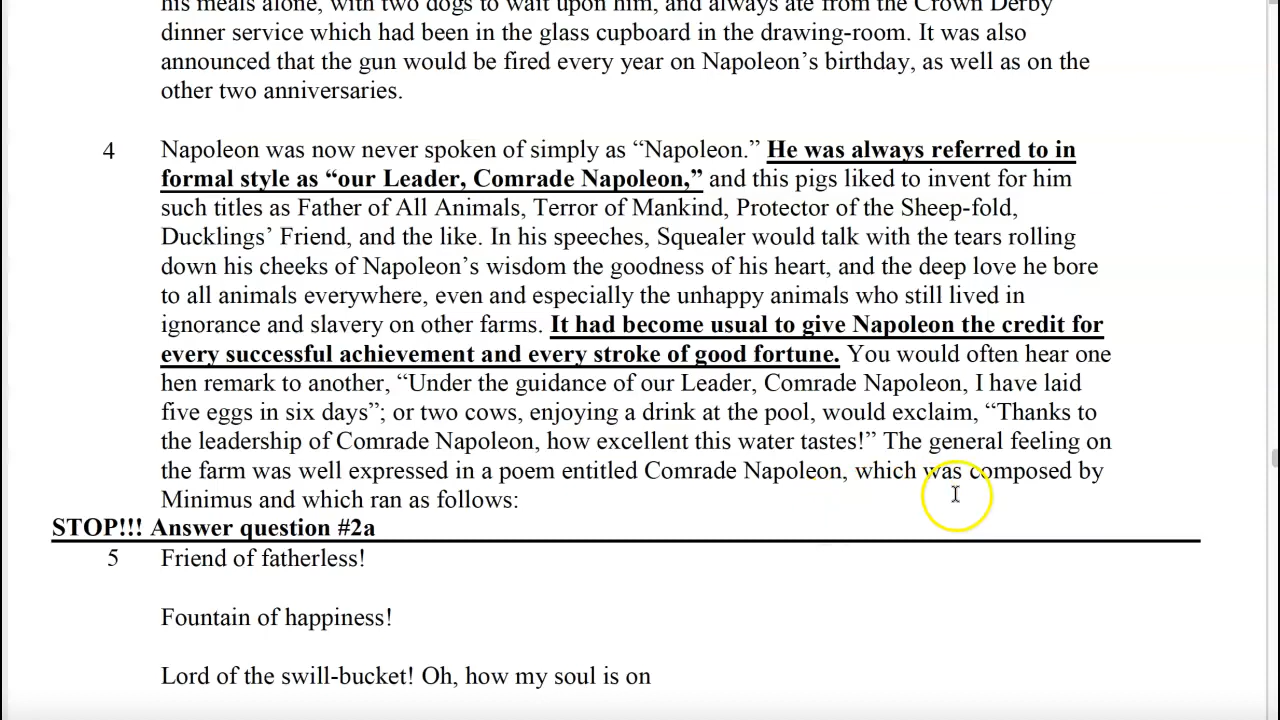 his meals alone, with two dogs to wait upon him, and always ate from the Crown Derby
dinner service which had been in the glass cupboard in the drawing-room. It was also
announced that the gun would be fired every year on Napoleon’s birthday, as well as on the
other two anniversaries.
4 Napoleon was now never spoken of simply as “Napoleon.” He was always referred to in
formal style as “our Leader, Comrade Napoleon,” and this pigs liked to invent for him
such titles as Father of All Animals, Terror of Mankind, Protector of the Sheep-fold,
Ducklings’ Friend, and the like. In his speeches, Squealer would talk with the tears rolling
down his cheeks of Napoleon’s wisdom the goodness of his heart, and the deep love he bore
to all animals everywhere, even and especially the unhappy animals who still lived in
ignorance and slavery on other farms. It had become usual to give Napoleon the credit for
every successful achievement and every stroke of good fortune. You would often hear one
hen remark to another, “Under the guidance of our Leader, Comrade Napoleon, I have laid
five eggs in six days”; or two cows, enjoying a drink at the pool, would exclaim, “Thanks to
the leadership of Comrade Napoleon, how excellent this water tastes!” The general feeling on
the farm was well expressed in a poem entitled Comrade Napoleon, which was composed by
Minimus and which ran as follows:
STOP!!! Answer question #2a
5 Friend of fatherless!
Fountain of happiness!
Lord of the swill-bucket! Oh, how my soul is on